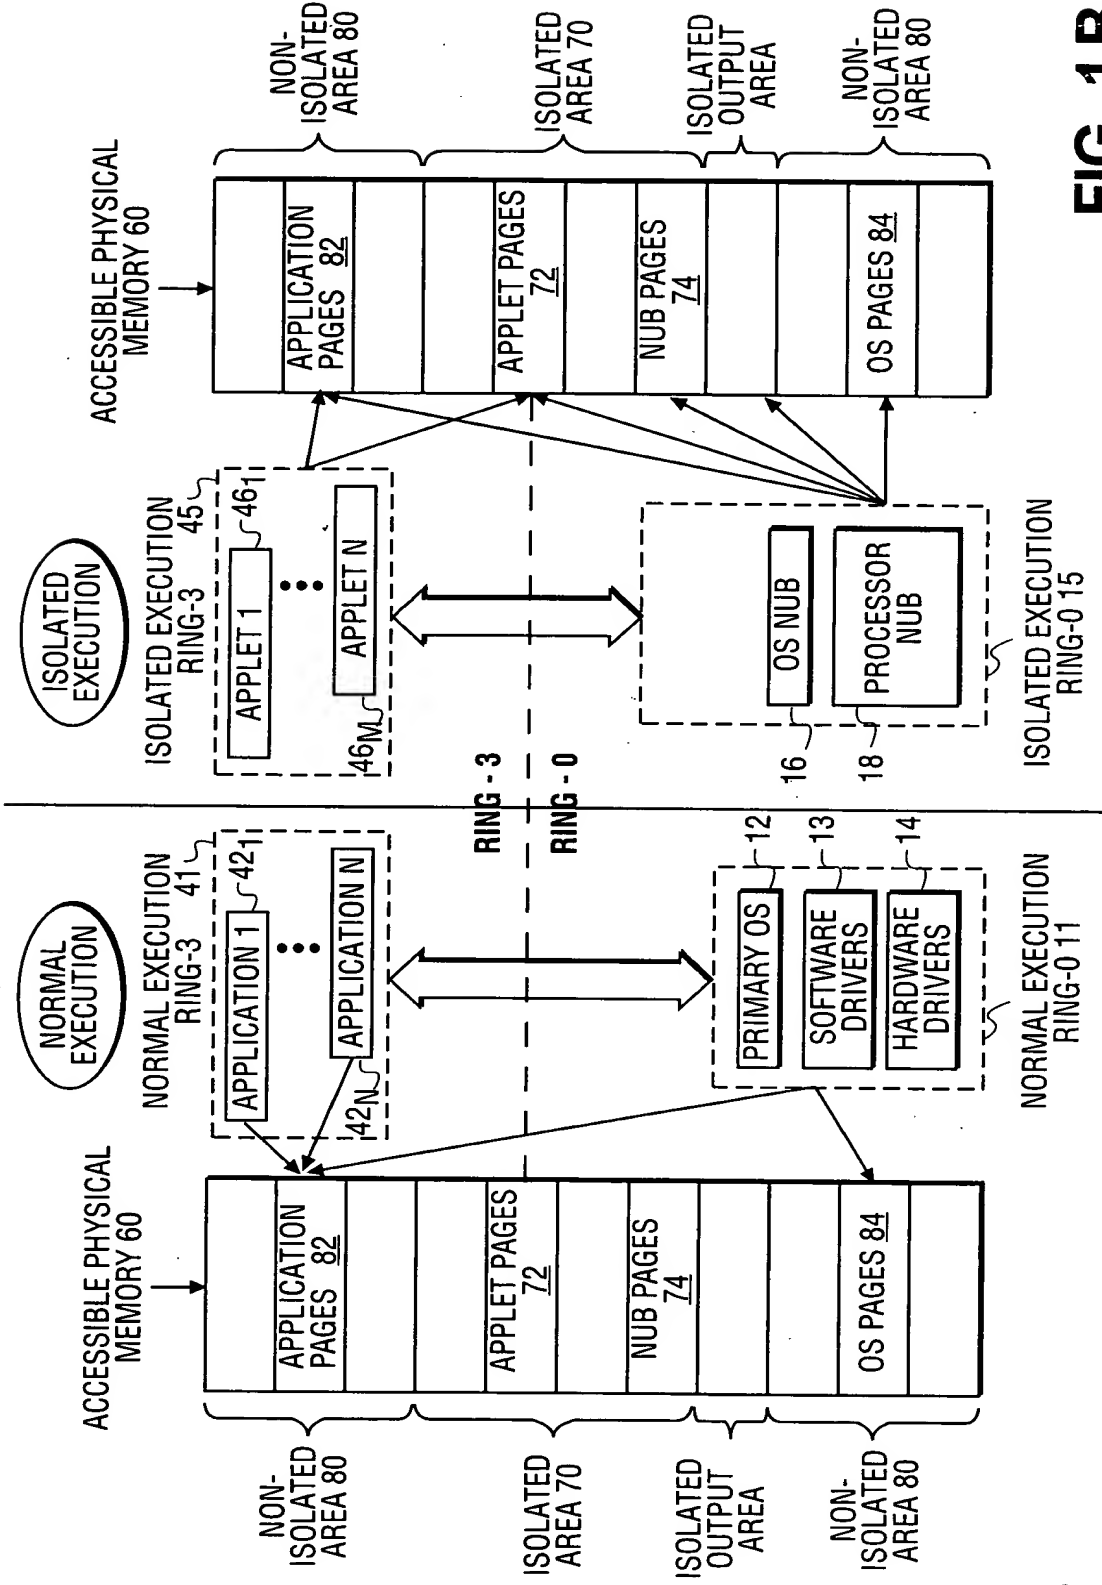 NORMAL
EXECUTION
ISOLATED
EXECUTION
ACCESSIBLE PHYSICAL
MEMORY 60
NORMAL EXECUTION
RING-3
41
ISOLATED EXECUTION
RING-3
45
ACCESSIBLE PHYSICAL
MEMORY 60
NON-
ISOLATED
AREA 80
APPLICATION
PAGES 82
APPLICATION 1
42₁
APPLICATION N
42N
APPLET 1
46₁
APPLET N
46M
APPLICATION
PAGES 82
NON-
ISOLATED
AREA 80
ISOLATED
AREA 70
APPLET PAGES
72
RING - 3
RING - 0
APPLET PAGES
72
ISOLATED
AREA 70
NUB PAGES
74
NUB PAGES
74
ISOLATED
OUTPUT
AREA
ISOLATED
OUTPUT
AREA
NON-
ISOLATED
AREA 80
OS PAGES 84
PRIMARY OS
12
SOFTWARE
DRIVERS
13
HARDWARE
DRIVERS
14
16
OS NUB
18
PROCESSOR
NUB
OS PAGES 84
NON-
ISOLATED
AREA 80
NORMAL EXECUTION
RING-0 11
ISOLATED EXECUTION
RING-0 15
FIG. 1B